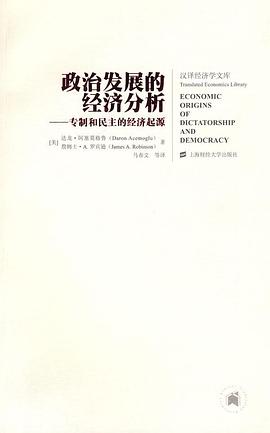 政治发展的
经济分析
——专制和民主的经济起源
[美] 达龙·阿塞莫格鲁（Daron Acemoglu） 著
詹姆士·A. 罗宾逊（James A. Robinson）
马春文 等译
汉译经济学文库
Translated Economics Library
ECONOMIC
ORIGINS
OF
DICTATORSHIP
AND
DEMOCRACY
上海财经大学出版社